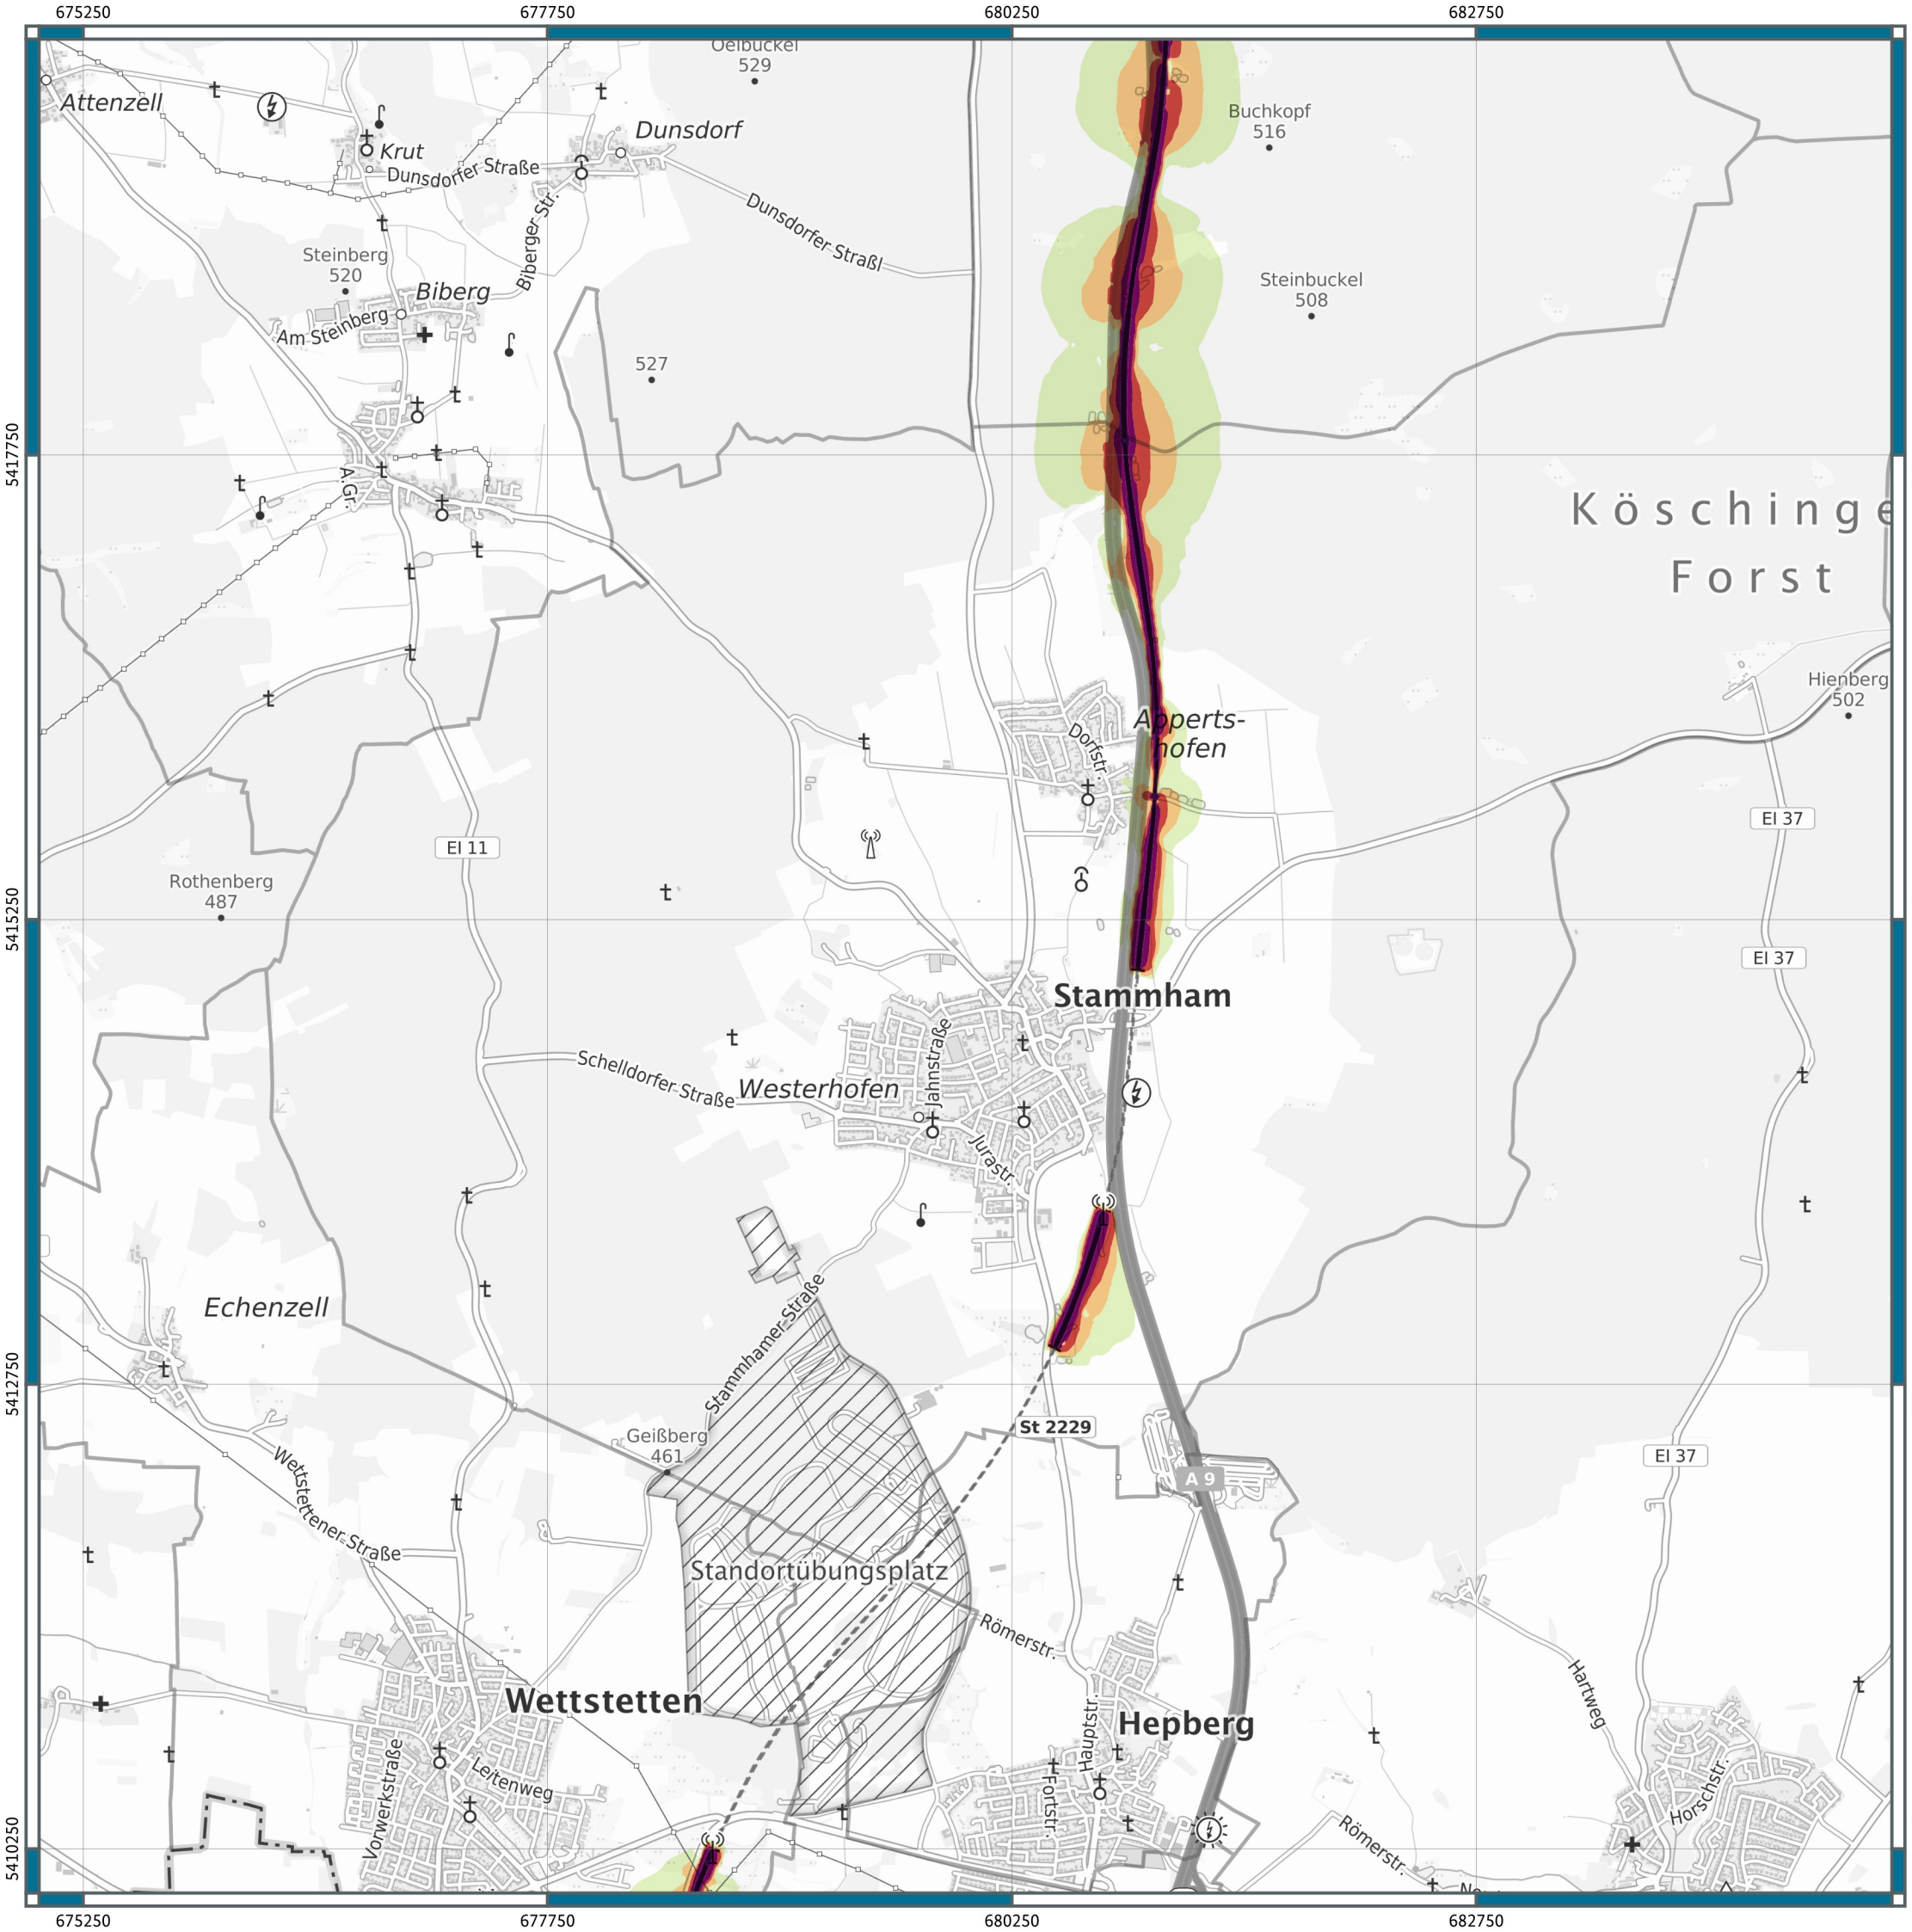 675250
677750
680250
682750
Oelbuckel
529
Attenzell
Dunsdorf
Buchkopf
516
Krut
Dunsdorfer Straße
Biberger Str.
Dunsdorfer Straßl
Steinberg
520
Biberg
Steinbuckel
508
Am Steinberg
527
5417750
A.Gr.
Köschinge
Forst
Hienberg
502
Apperts-
hofen
Dorfstr.
EI 11
EI 37
Rothenberg
487
5415250
EI 37
Stammham
Jahnstraße
Schelldorfer Straße
Westerhofen
Jurastr.
Echenzell
Stammhamer Straße
5412750
Geißberg
461
St 2229
EI 37
A 9
Wettstettener Straße
Standortübungsplatz
Römerstr.
Hartweg
Wettstetten
Hepberg
Hauptstr.
Vorwerkstraße
Leitenweg
Fortstr.
Horschstr.
Römerstr.
5410250
675250
677750
680250
682750